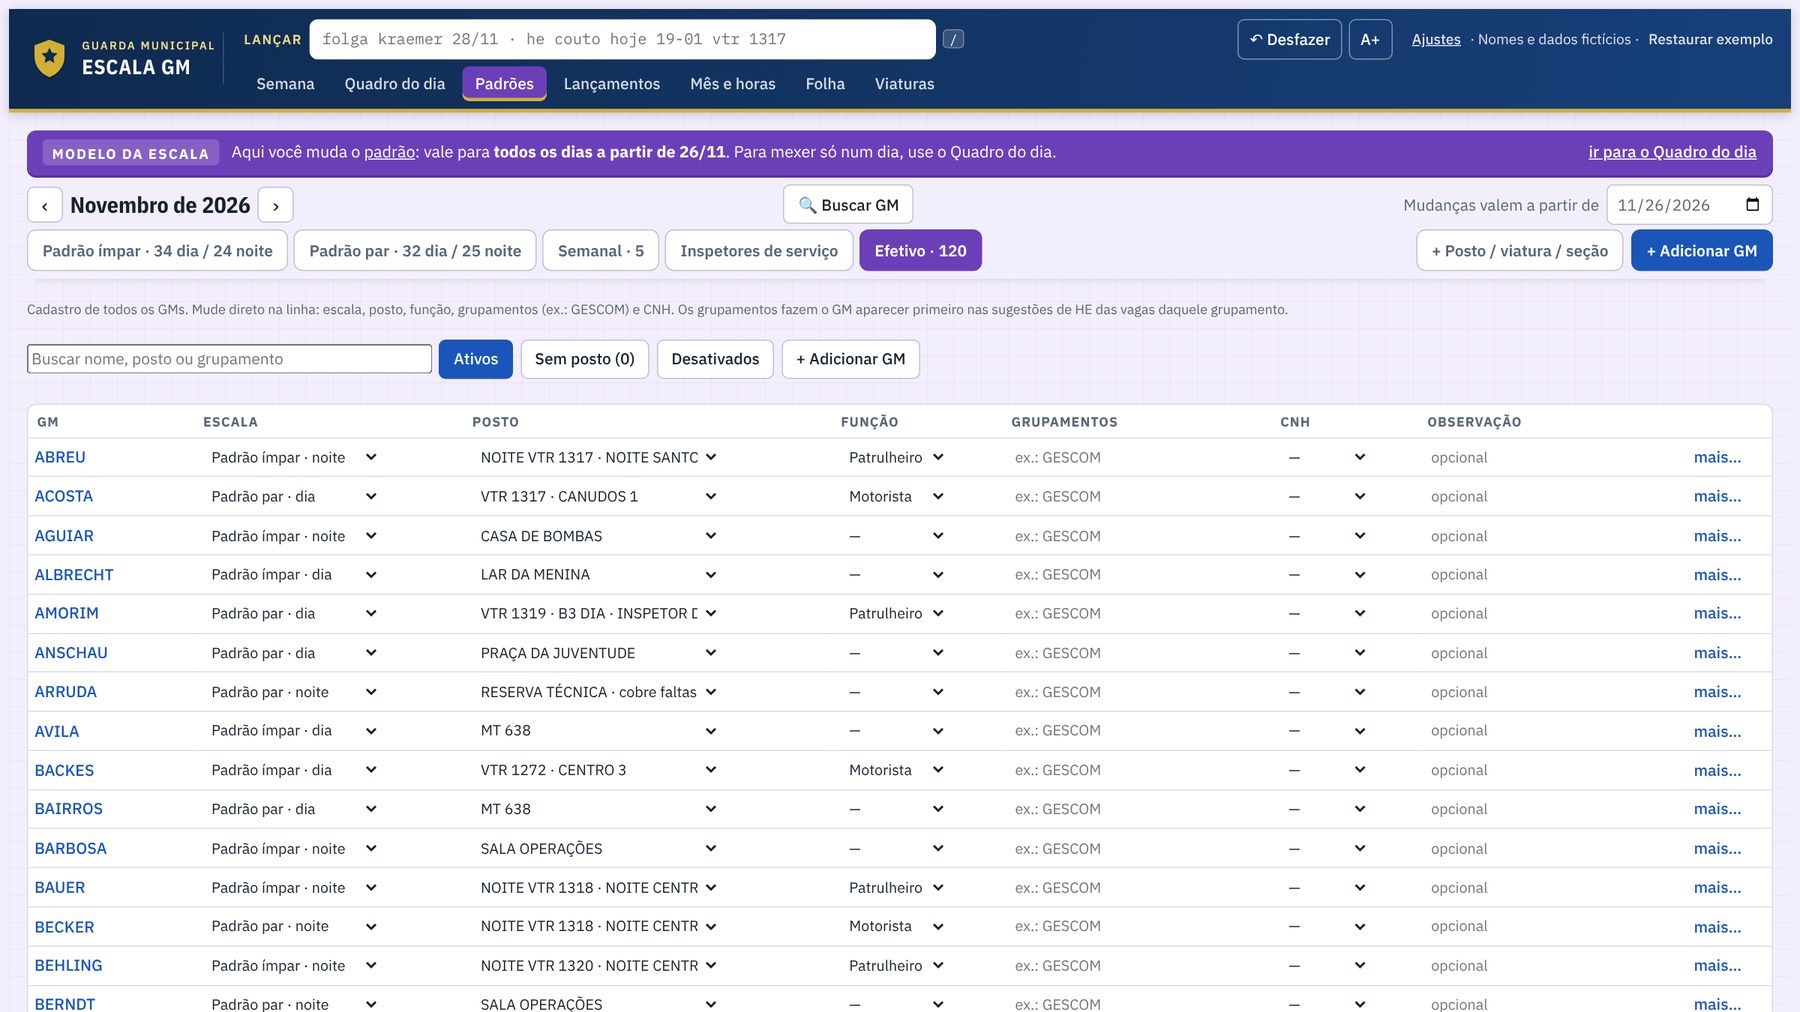 GUARDA MUNICIPAL
ESCALA GM
LANÇAR folga kraemer 28/11 · he couto hoje 19-01 vtr 1317 /
↶ Desfazer A+ Ajustes · Nomes e dados fictícios · Restaurar exemplo
Semana Quadro do dia Padrões Lançamentos Mês e horas Folha Viaturas
MODELO DA ESCALA Aqui você muda o padrão: vale para todos os dias a partir de 26/11. Para mexer só num dia, use o Quadro do dia. ir para o Quadro do dia
‹ Novembro de 2026 › 🔍 Buscar GM Mudanças valem a partir de 11/26/2026
Padrão ímpar · 34 dia / 24 noite Padrão par · 32 dia / 25 noite Semanal · 5 Inspetores de serviço Efetivo · 120 + Posto / viatura / seção + Adicionar GM
Cadastro de todos os GMs. Mude direto na linha: escala, posto, função, grupamentos (ex.: GESCOM) e CNH. Os grupamentos fazem o GM aparecer primeiro nas sugestões de HE das vagas daquele grupamento.
Buscar nome, posto ou grupamento Ativos Sem posto (0) Desativados + Adicionar GM
GM ESCALA POSTO FUNÇÃO GRUPAMENTOS CNH OBSERVAÇÃO
ABREU Padrão ímpar · noite NOITE VTR 1317 · NOITE SANTC Patrulheiro ex.: GESCOM — opcional mais...
ACOSTA Padrão par · dia VTR 1317 · CANUDOS 1 Motorista ex.: GESCOM — opcional mais...
AGUIAR Padrão ímpar · noite CASA DE BOMBAS — ex.: GESCOM — opcional mais...
ALBRECHT Padrão ímpar · dia LAR DA MENINA — ex.: GESCOM — opcional mais...
AMORIM Padrão par · dia VTR 1319 · B3 DIA · INSPETOR D Patrulheiro ex.: GESCOM — opcional mais...
ANSCHAU Padrão par · dia PRAÇA DA JUVENTUDE — ex.: GESCOM — opcional mais...
ARRUDA Padrão par · noite RESERVA TÉCNICA · cobre faltas — ex.: GESCOM — opcional mais...
AVILA Padrão ímpar · dia MT 638 — ex.: GESCOM — opcional mais...
BACKES Padrão ímpar · dia VTR 1272 · CENTRO 3 Motorista ex.: GESCOM — opcional mais...
BAIRROS Padrão par · dia MT 638 — ex.: GESCOM — opcional mais...
BARBOSA Padrão ímpar · noite SALA OPERAÇÕES — ex.: GESCOM — opcional mais...
BAUER Padrão ímpar · noite NOITE VTR 1318 · NOITE CENTR Patrulheiro ex.: GESCOM — opcional mais...
BECKER Padrão par · noite NOITE VTR 1318 · NOITE CENTR Motorista ex.: GESCOM — opcional mais...
BEHLING Padrão ímpar · noite NOITE VTR 1320 · NOITE CENTR Patrulheiro ex.: GESCOM — opcional mais...
BERNDT Padrão par · noite SALA OPERAÇÕES — ex.: GESCOM — opcional mais...